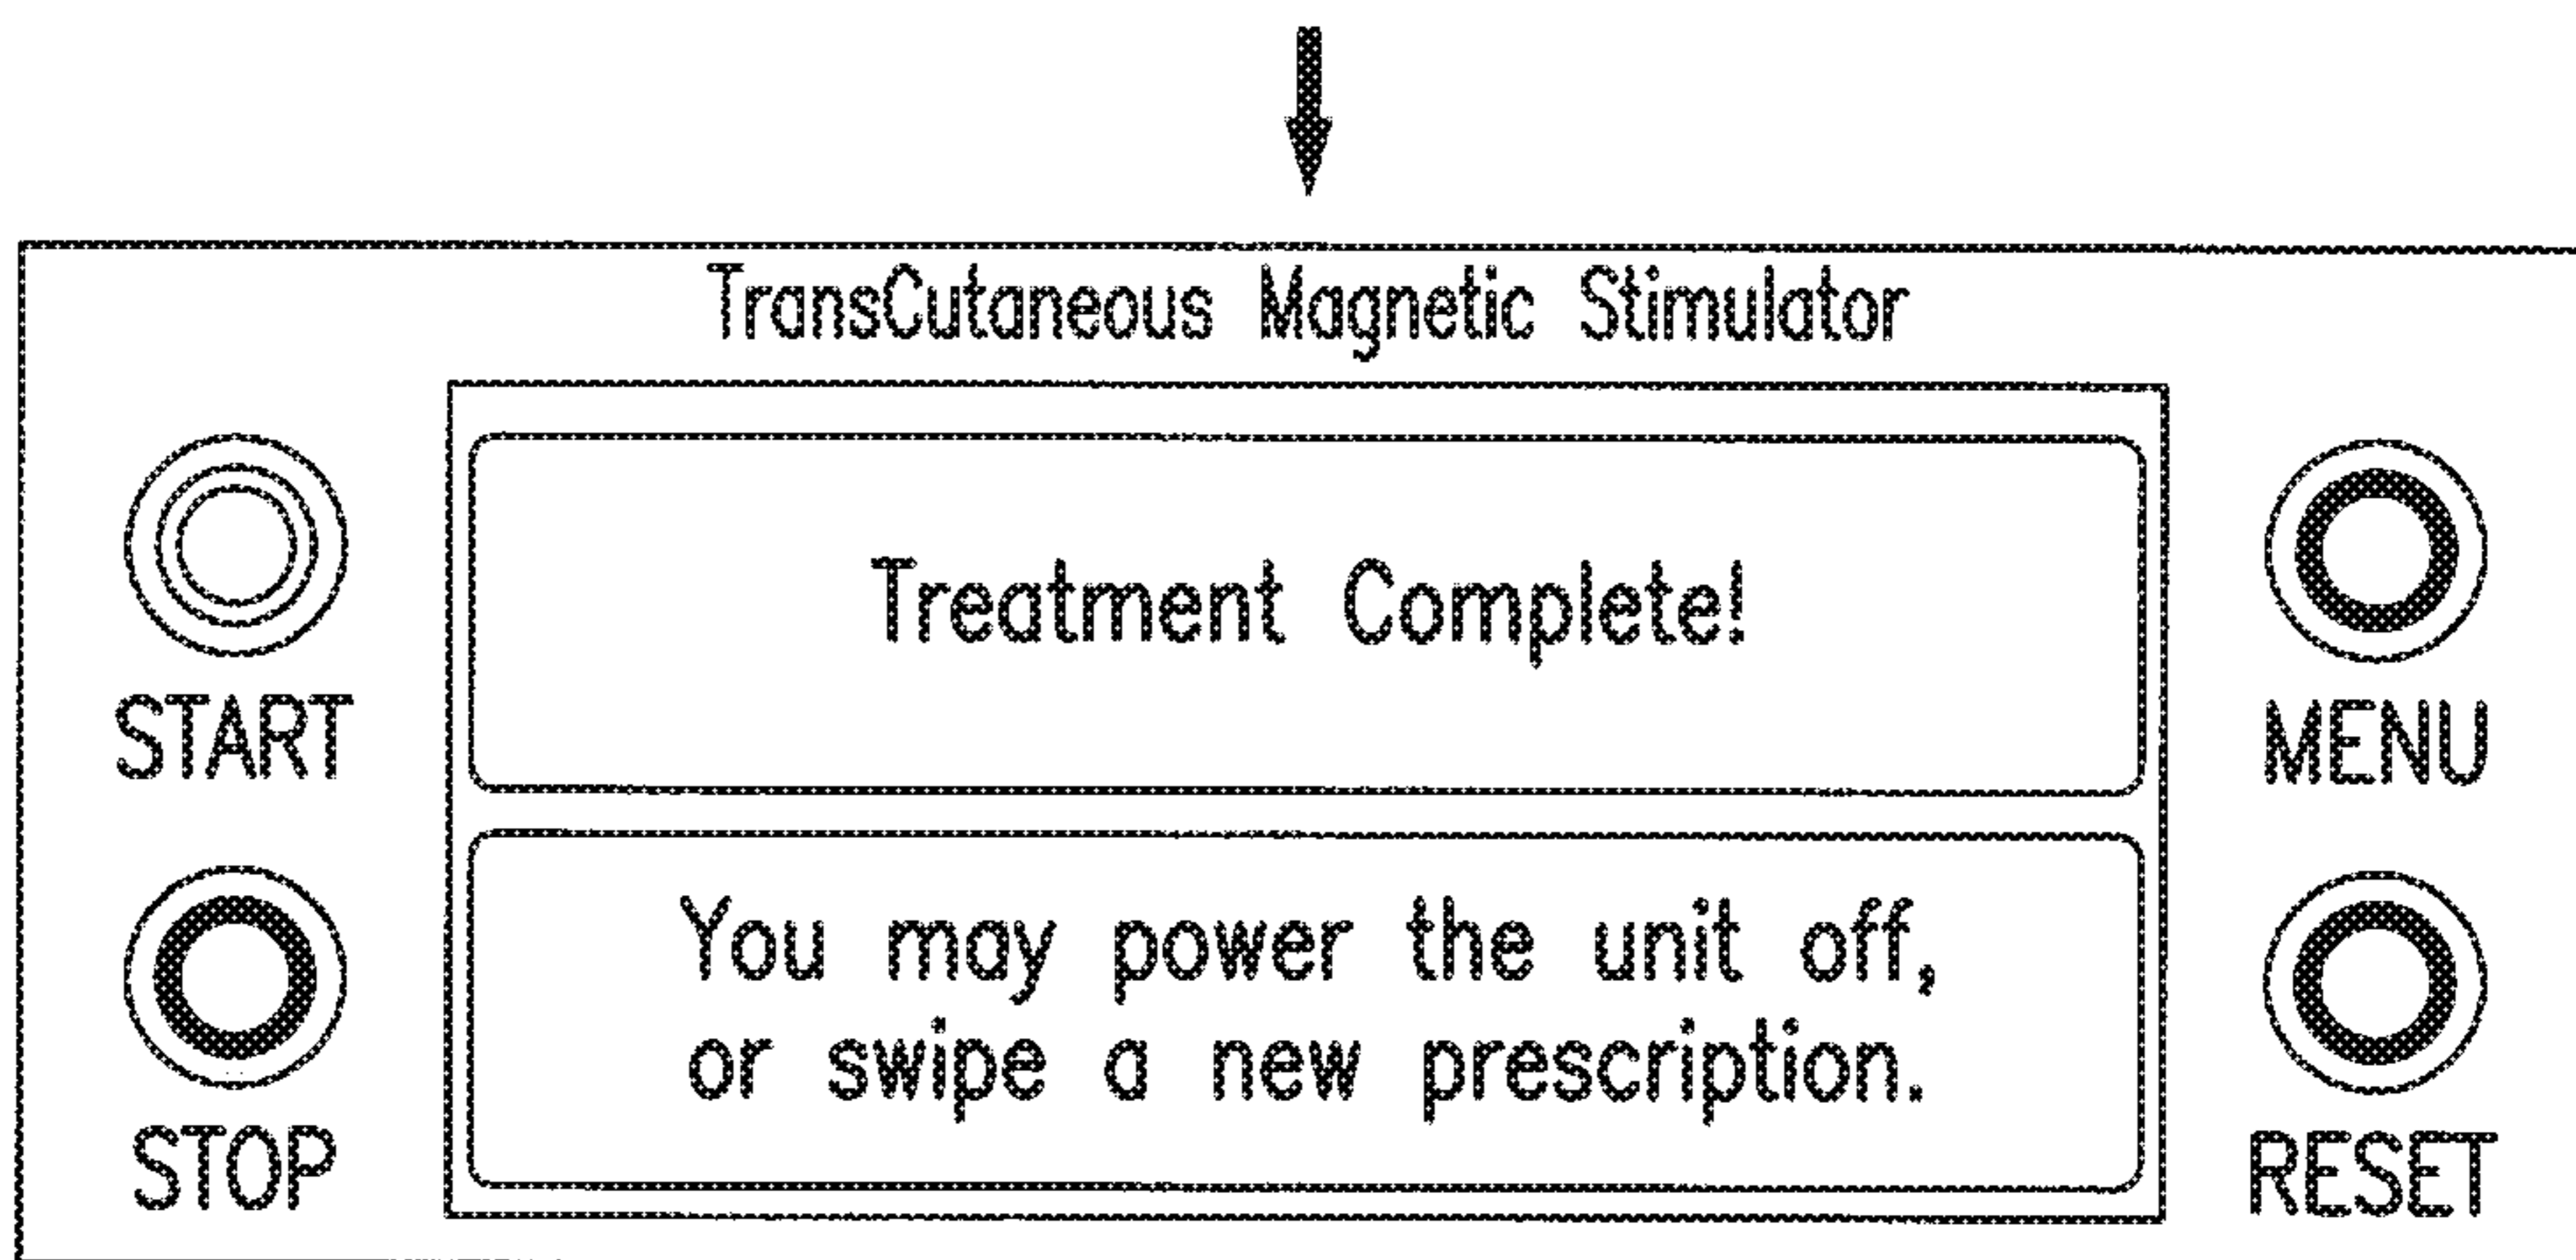 TransCutaneous Magnetic Stimulator
Treatment Complete!
START
MENU
You may power the unit off,
or swipe a new prescription.
STOP
RESET